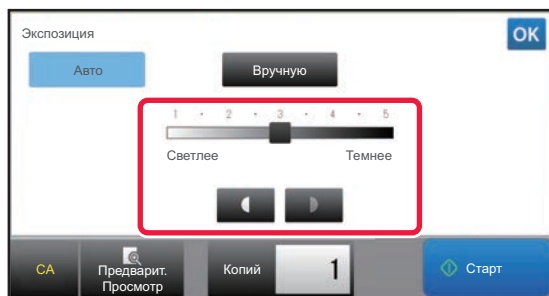 Экспозиция
OK
Авто
Вручную
1 · 2 · 3 · 4 · 5
Светлее
Темнее
CA
Предварит.
Просмотр
Копий
1
Старт